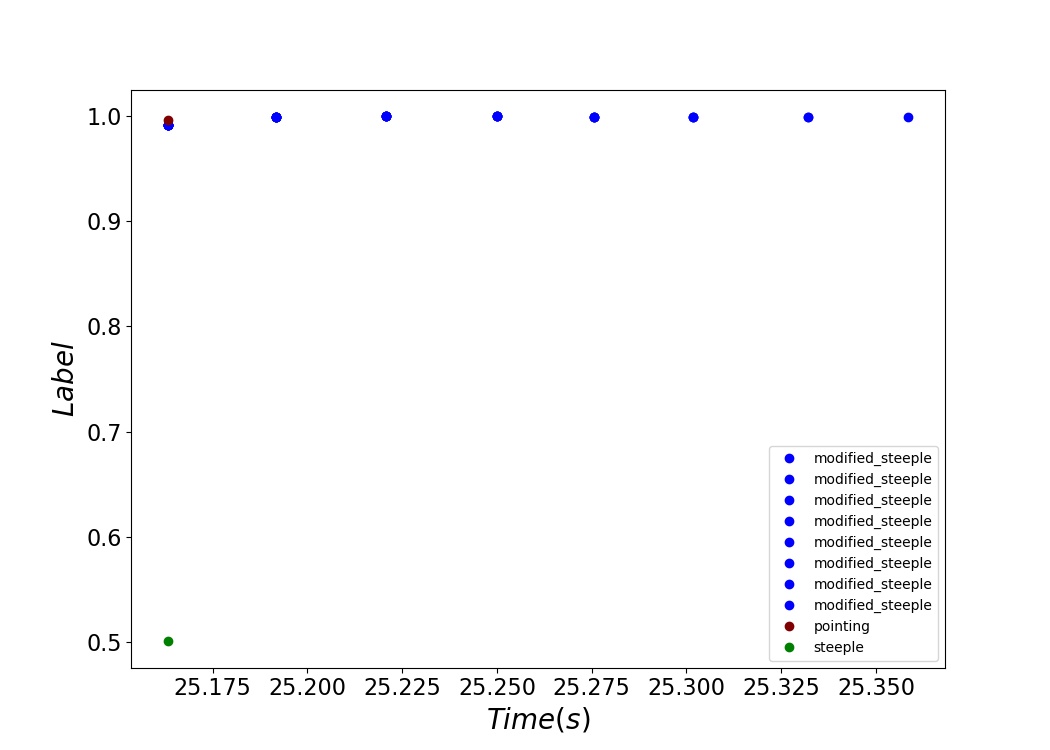 1.0
0.9
0.8
0.7
0.6
0.5
Label
modified_steeple
modified_steeple
modified_steeple
modified_steeple
modified_steeple
modified_steeple
modified_steeple
modified_steeple
pointing
steeple
25.175 25.200 25.225 25.250 25.275 25.300 25.325 25.350
Time(s)